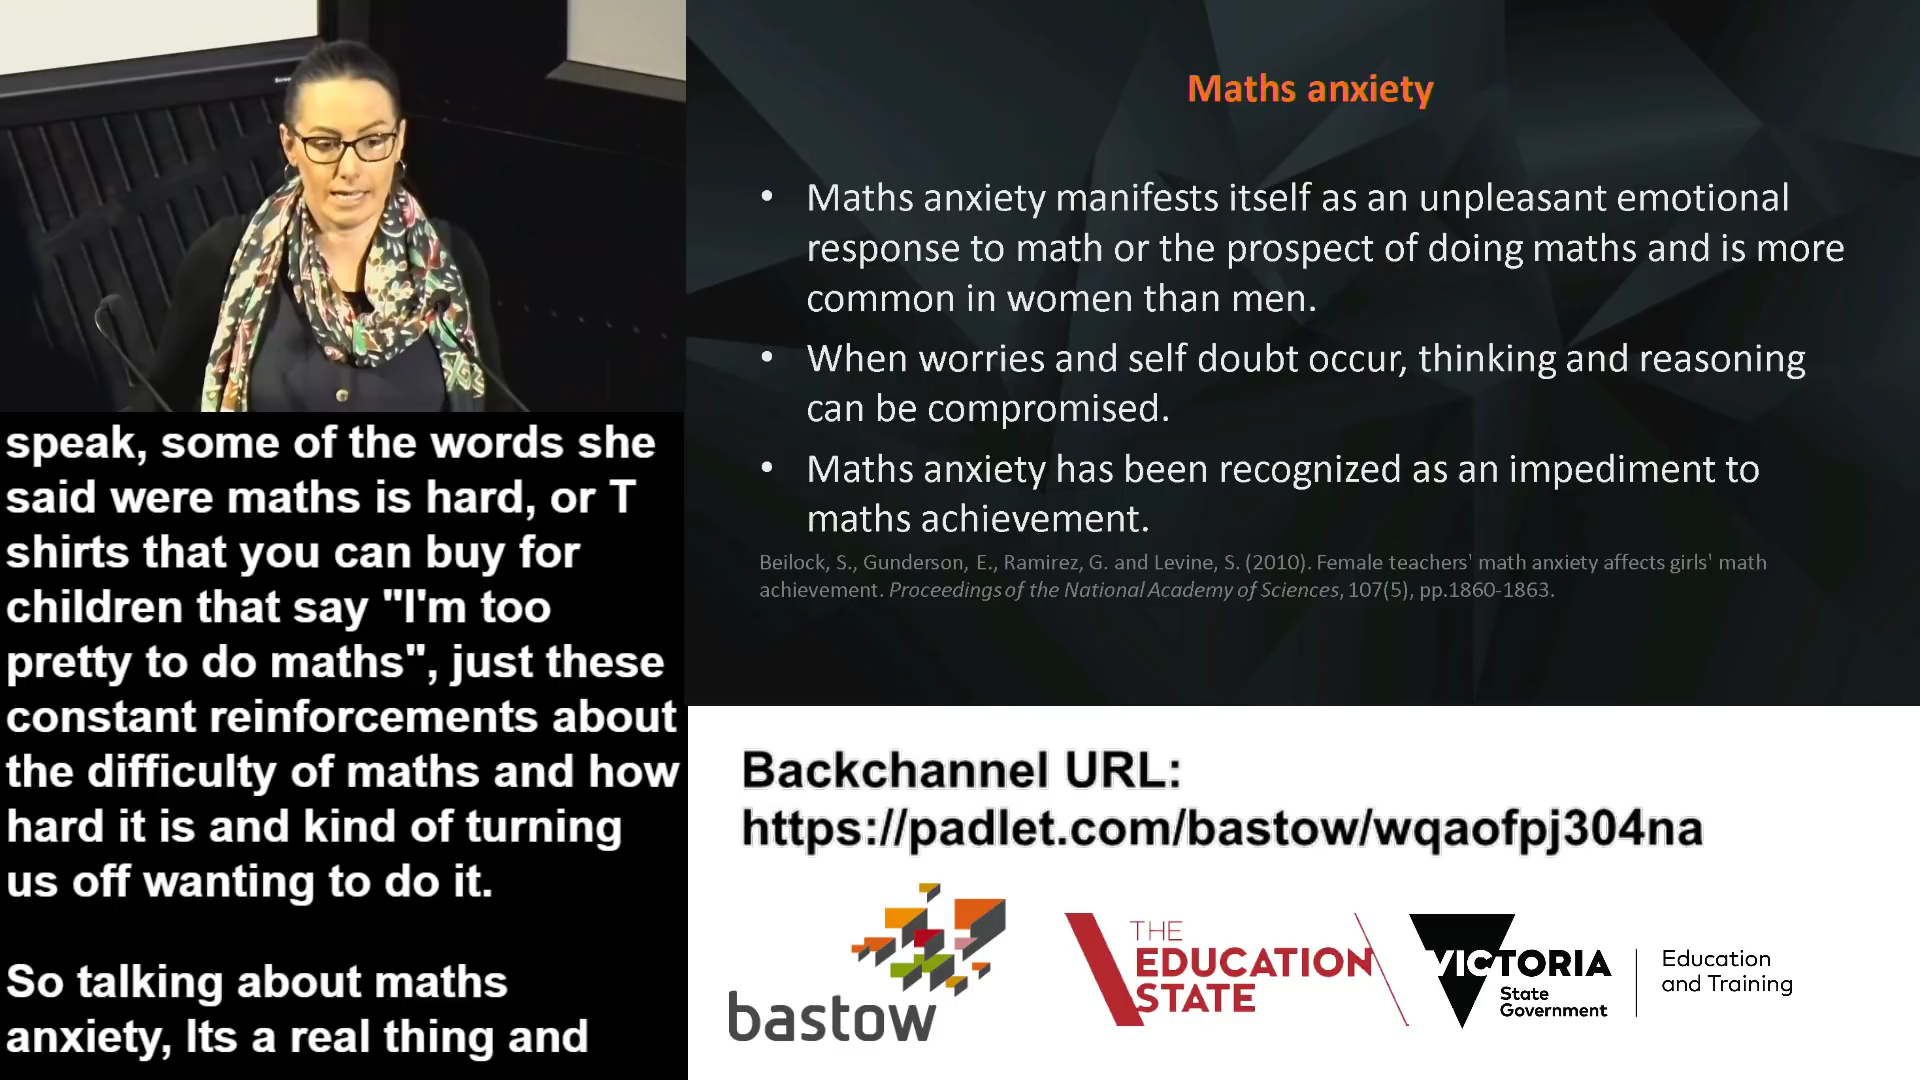 speak, some of the words she
said were maths is hard, or T
shirts that you can buy for
children that say "I'm too
pretty to do maths", just these
constant reinforcements about
the difficulty of maths and how
hard it is and kind of turning
us off wanting to do it.
So talking about maths
anxiety, Its a real thing and
Maths anxiety
• Maths anxiety manifests itself as an unpleasant emotional
response to math or the prospect of doing maths and is more
common in women than men.
• When worries and self doubt occur, thinking and reasoning
can be compromised.
• Maths anxiety has been recognized as an impediment to
maths achievement.
Beilock, S., Gunderson, E., Ramirez, G. and Levine, S. (2010). Female teachers' math anxiety affects girls' math
achievement. Proceedings of the National Academy of Sciences, 107(5), pp.1860-1863.
Backchannel URL:
https://padlet.com/bastow/wqaofpj304na
bastow
THE
EDUCATION
STATE
VICTORIA
State
Government
Education
and Training